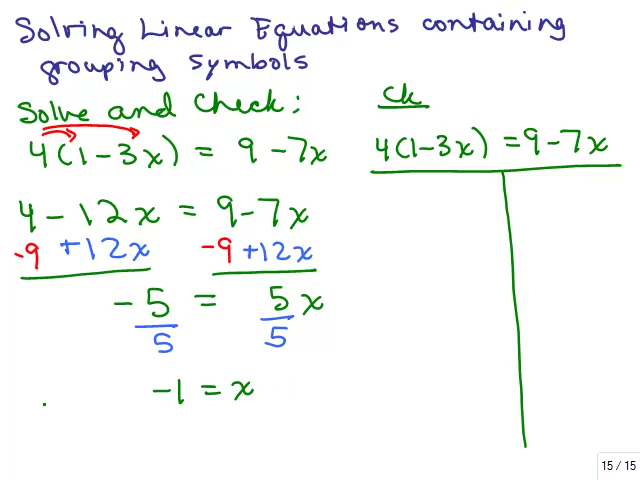 Solving Linear Equations containing
grouping symbols
Solve and Check:
4(1-3x) = 9-7x
4-12x = 9-7x
-9 +12x -9 +12x
-5 = 5x
5 5
-1 = x
Ck
4(1-3x) = 9-7x
15 / 15